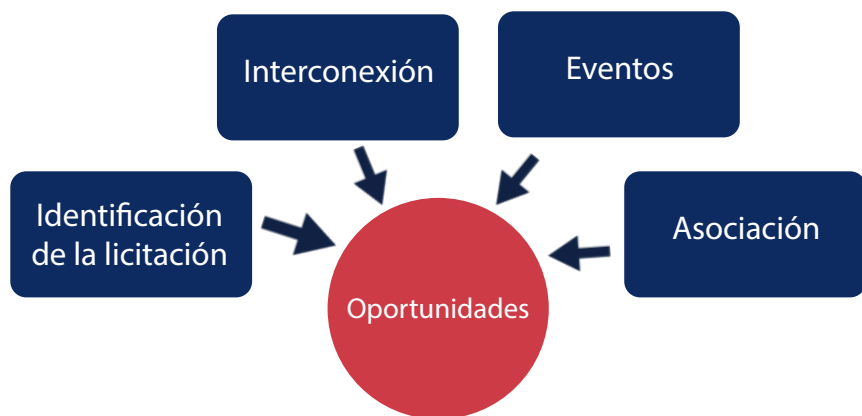 Interconexión
Eventos
Identificación
de la licitación
Asociación
Oportunidades